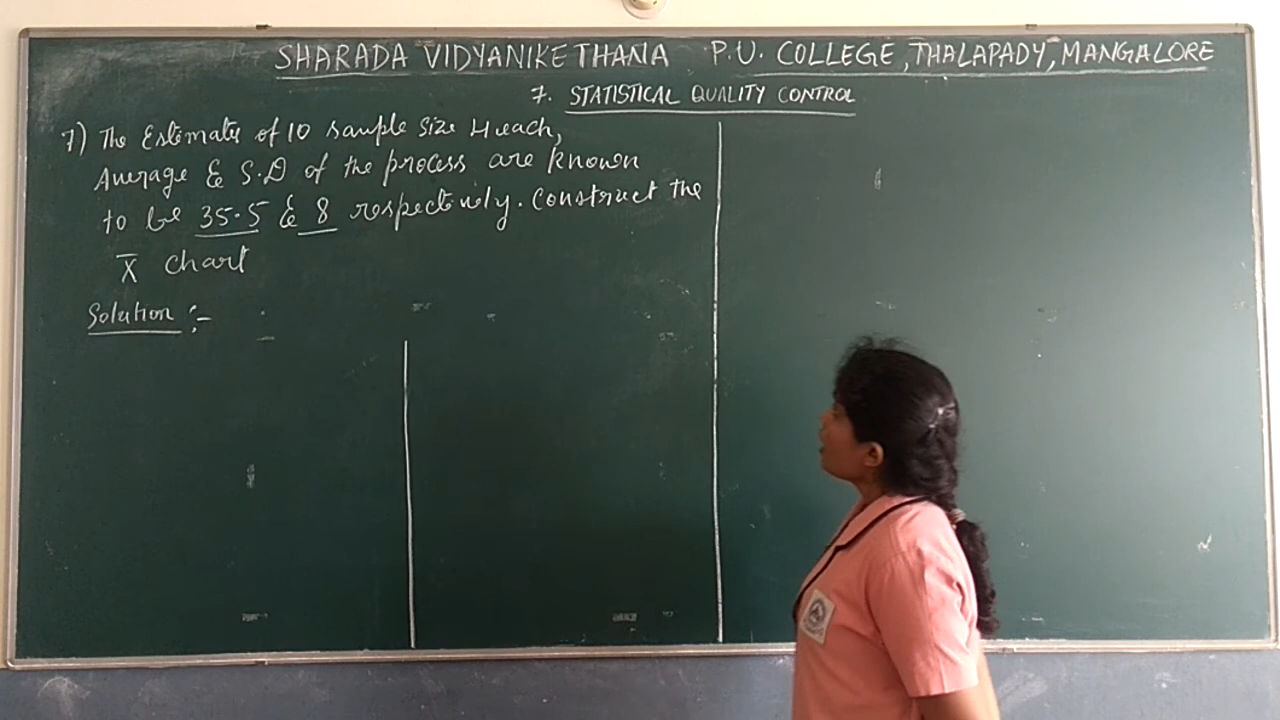 SHARADA VIDYANIKETHANA P.U. COLLEGE, THALAPADY, MANGALORE
7. STATISTICAL QUALITY CONTROL
7) The Estimates of 10 sample size 4 each,
Average & S.D of the process are known
to be 35.5 & 8 respectively. Construct the
X̄ chart
Solution :-